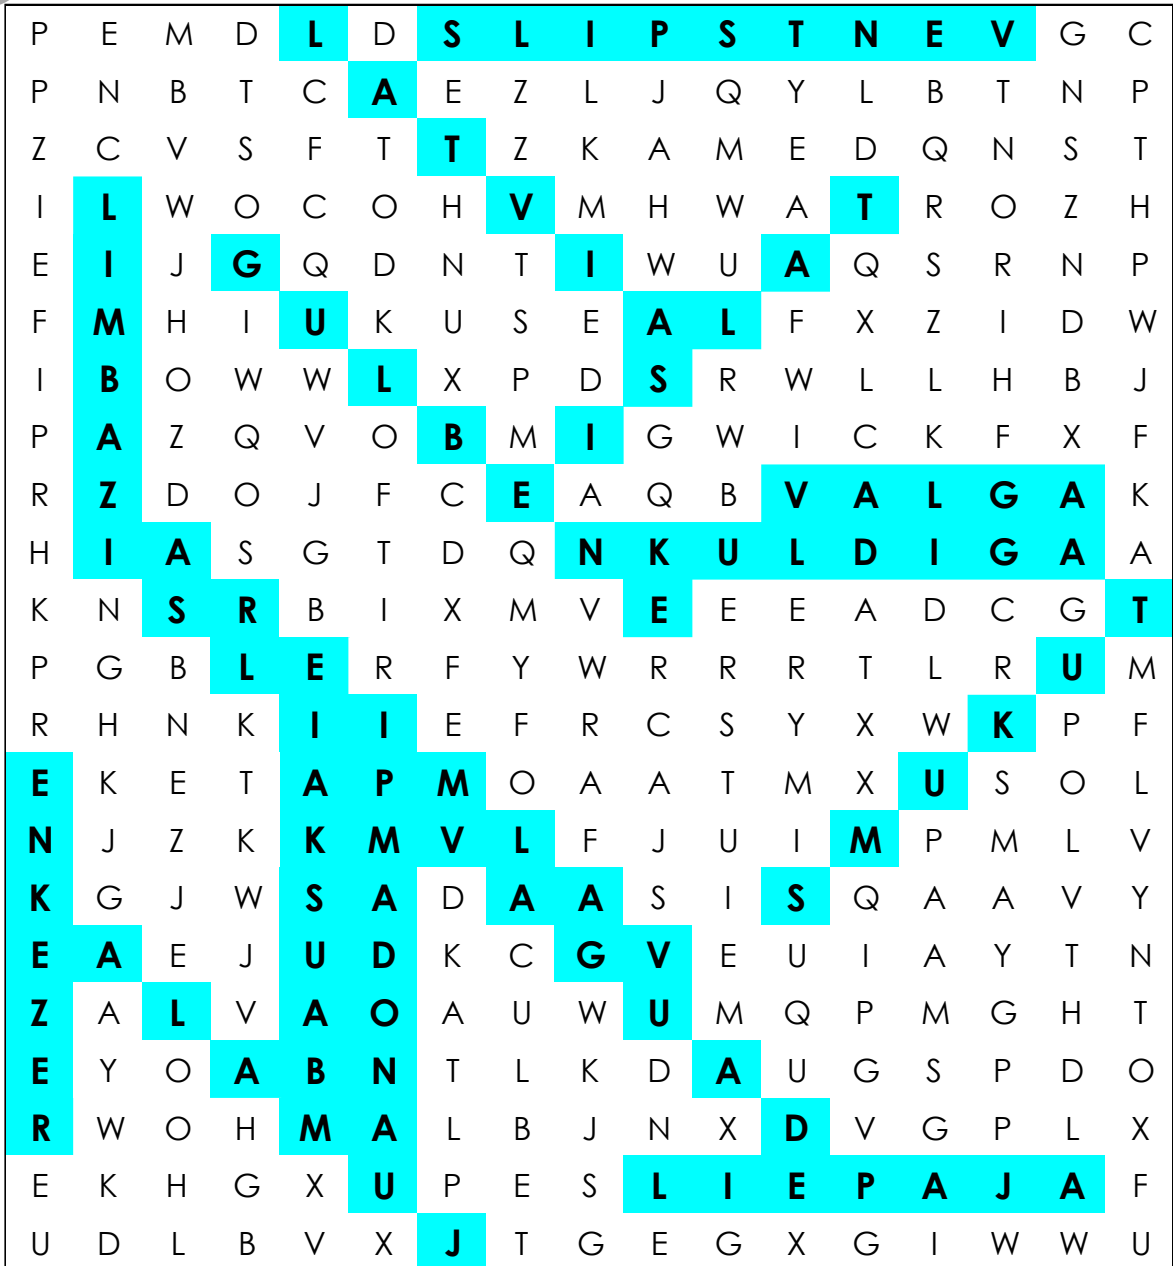 P E M D L D S L I P S T N E V G C
P N B T C A E Z L J Q Y L B T N P
Z C V S F T T Z K A M E D Q N S T
I L W O C O H V M H W A T R O Z H
E I J G Q D N T I W U A Q S R N P
F M H I U K U S E A L F X Z I D W
I B O W W L X P D S R W L L H B J
P A Z Q V O B M I G W I C K F X F
R Z D O J F C E A Q B V A L G A K
H I A S G T D Q N K U L D I G A A
K N S R B I X M V E E E A D C G T
P G B L E R F Y W R R R T L R U M
R H N K I I E F R C S Y X W K P F
E K E T A P M O A A T M X U S O L
N J Z K K M V L F J U I M P M L V
K G J W S A D A A S I S Q A A V Y
E A E J U D K C G V E U I A Y T N
Z A L V A O A U W U M Q P M G H T
E Y O A B N T L K D A U G S P D O
R W O H M A L B J N X D V G P L X
E K H G X U P E S L I E P A J A F
U D L B V X J T G E G X G I W W U